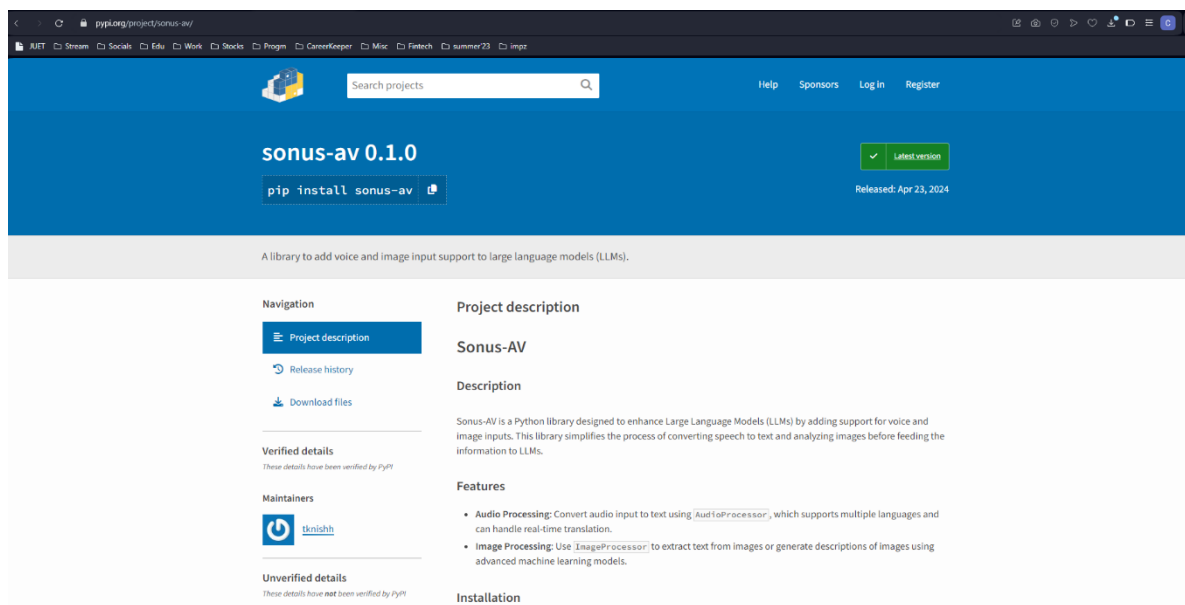 pypi.org/project/sonus-av/
JUET Stream Socials Edu Work Stocks Progm CareerKeeper Misc Fintech summer'23 impz
Search projects
Help Sponsors Log in Register
sonus-av 0.1.0
pip install sonus-av
Latest version
Released: Apr 23, 2024
A library to add voice and image input support to large language models (LLMs).
Navigation
Project description
Release history
Download files
Verified details
These details have been verified by PyPI
Maintainers
tknishh
Unverified details
These details have not been verified by PyPI
Project description
Sonus-AV
Description
Sonus-AV is a Python library designed to enhance Large Language Models (LLMs) by adding support for voice and
image inputs. This library simplifies the process of converting speech to text and analyzing images before feeding the
information to LLMs.
Features
• Audio Processing: Convert audio input to text using AudioProcessor, which supports multiple languages and
can handle real-time translation.
• Image Processing: Use ImageProcessor to extract text from images or generate descriptions of images using
advanced machine learning models.
Installation
C